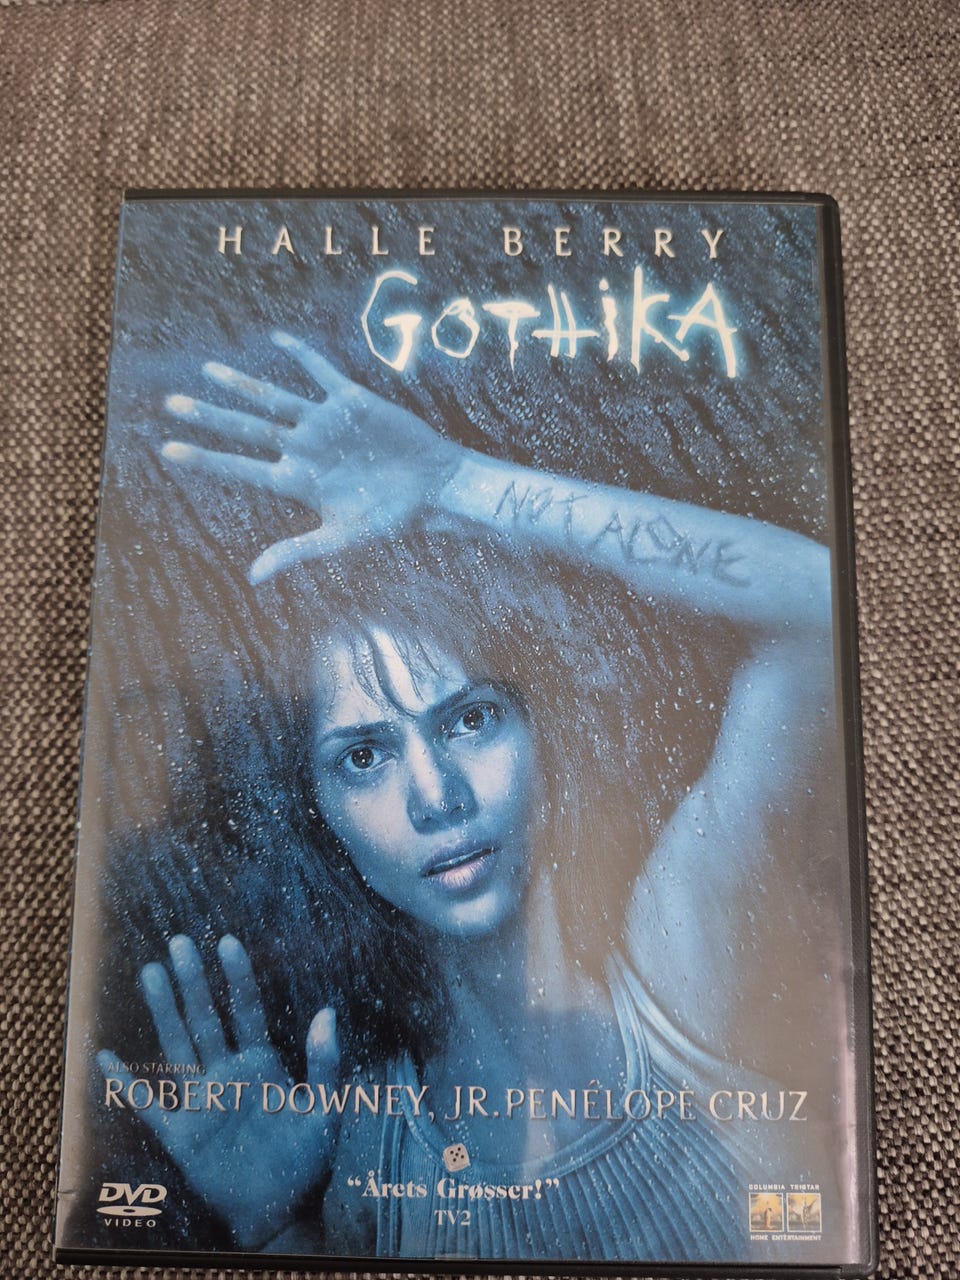 HALLE BERRY
GOTHIKA
NOT ALONE
ALSO STARRING
ROBERT DOWNEY, JR. PENÉLOPE CRUZ
"Årets Grøsser!"
TV2
DVD
VIDEO
COLUMBIA TRISTAR
HOME ENTERTAINMENT